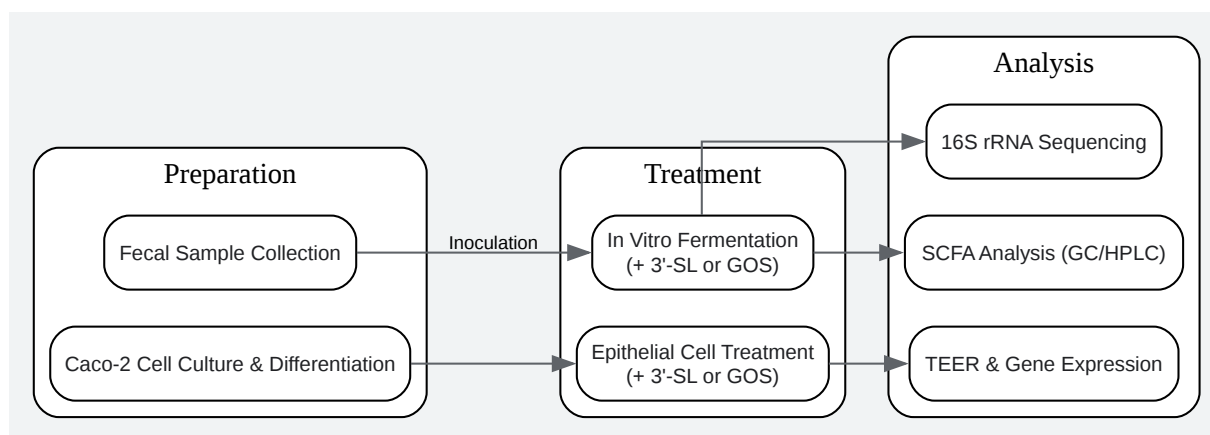 Preparation
Fecal Sample Collection
Caco-2 Cell Culture & Differentiation
Inoculation
Treatment
In Vitro Fermentation
(+ 3'-SL or GOS)
Epithelial Cell Treatment
(+ 3'-SL or GOS)
Analysis
16S rRNA Sequencing
SCFA Analysis (GC/HPLC)
TEER & Gene Expression